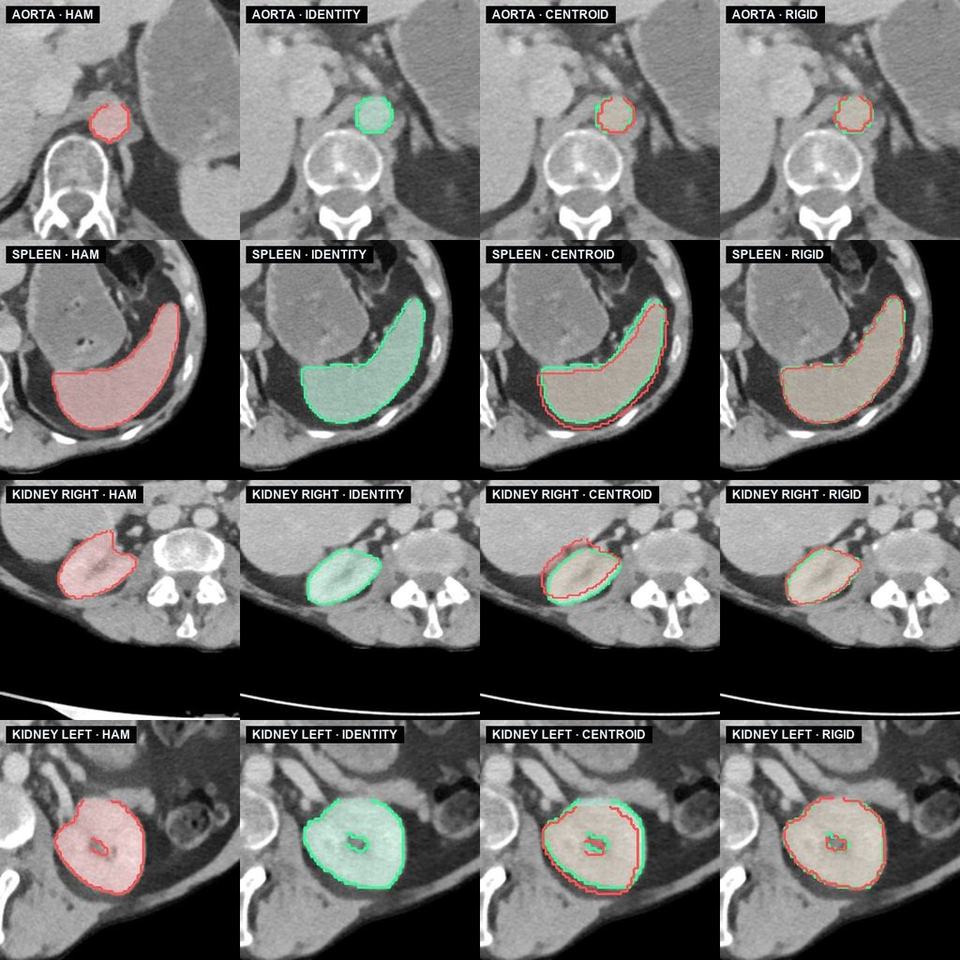 AORTA · HAM
AORTA · IDENTITY
AORTA · CENTROID
AORTA · RIGID
SPLEEN · HAM
SPLEEN · IDENTITY
SPLEEN · CENTROID
SPLEEN · RIGID
KIDNEY RIGHT · HAM
KIDNEY RIGHT · IDENTITY
KIDNEY RIGHT · CENTROID
KIDNEY RIGHT · RIGID
KIDNEY LEFT · HAM
KIDNEY LEFT · IDENTITY
KIDNEY LEFT · CENTROID
KIDNEY LEFT · RIGID